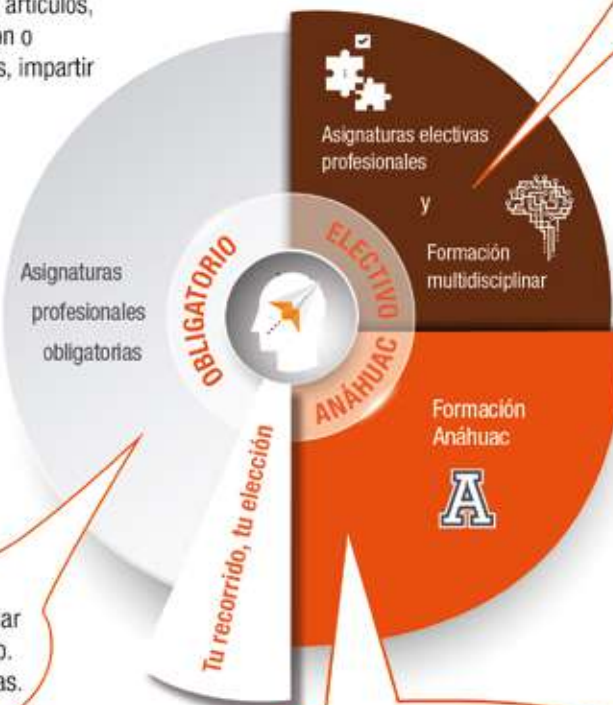 artículos,
n o
s, impartir
Asignaturas electivas
profesionales
y
Formación
multidisciplinar
ELECTIVO
OBLIGATORIO
Asignaturas
profesionales
obligatorias
ANÁHUAC
Formación
Anáhuac
A
Tu recorrido, tu elección
ar
o.
as.